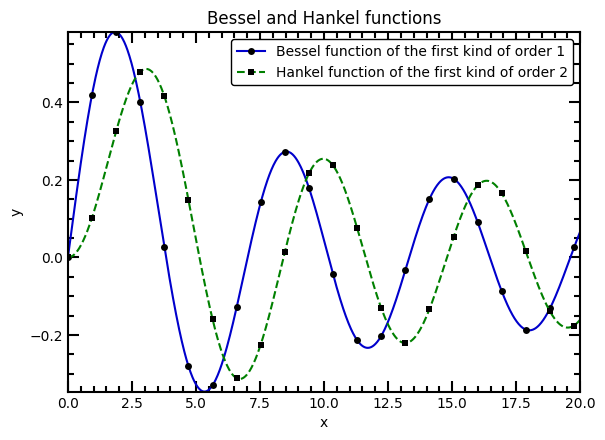 Bessel and Hankel functions
Bessel function of the first kind of order 1
Hankel function of the first kind of order 2
y
0.4
0.2
0.0
−0.2
0.0 2.5 5.0 7.5 10.0 12.5 15.0 17.5 20.0
x